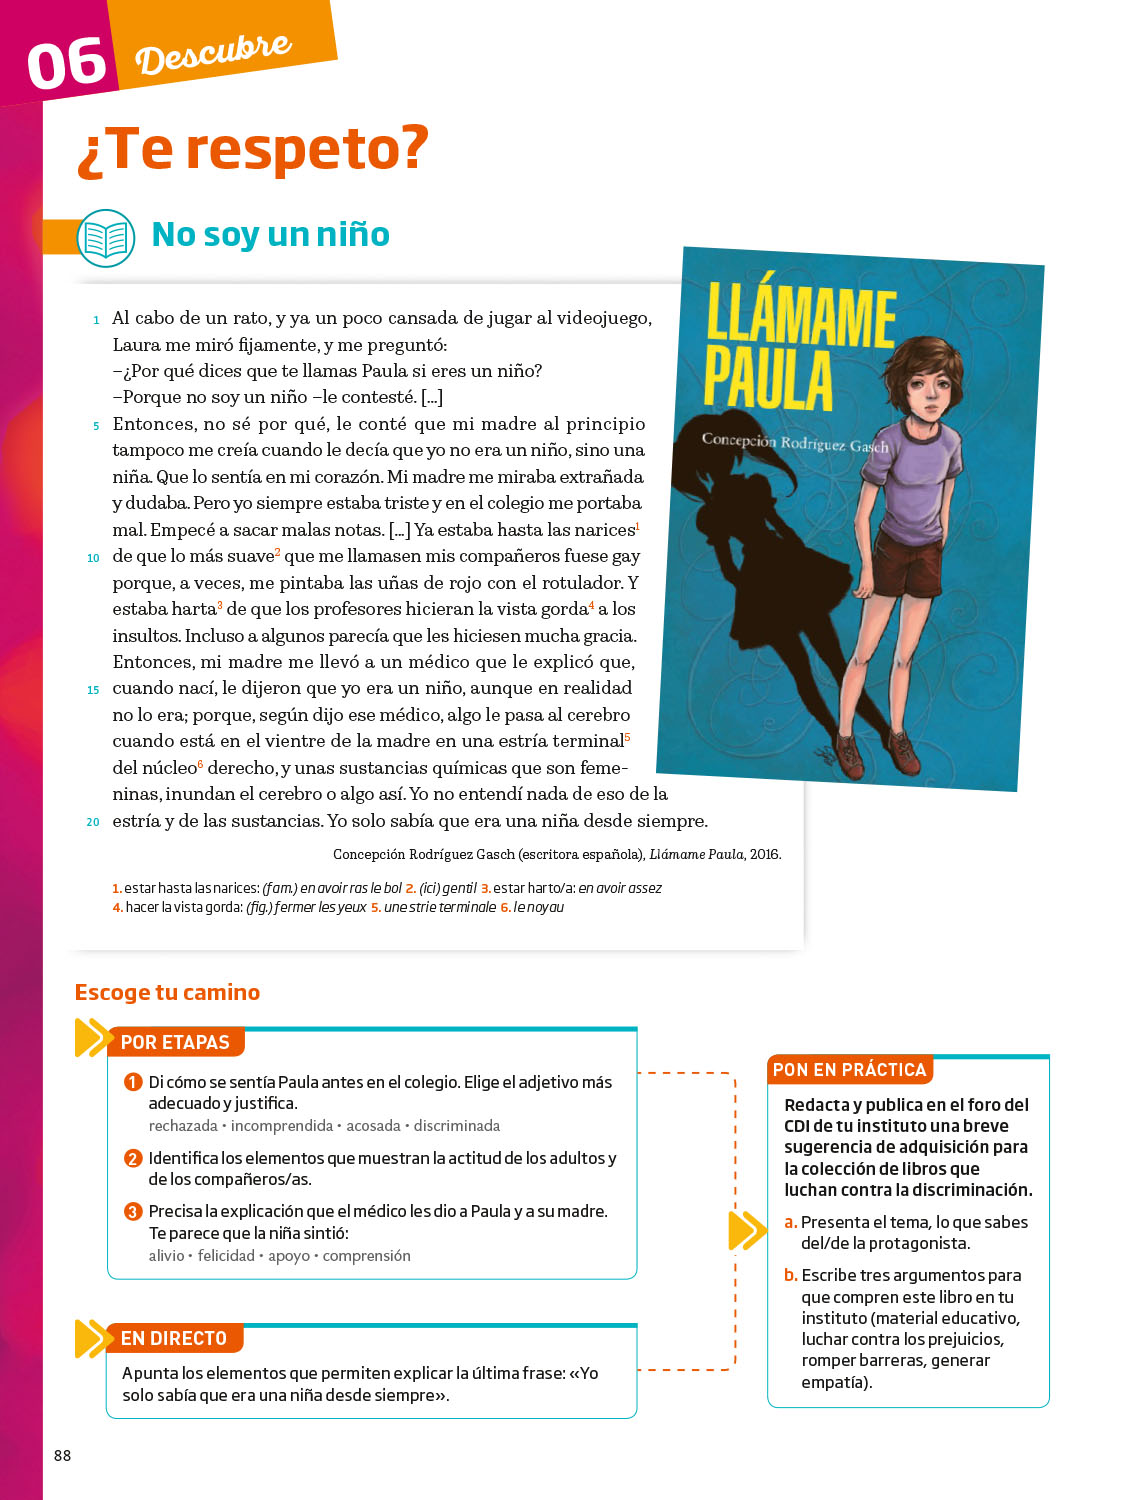 06 Descubre
¿Te respeto?
No soy un niño
1 Al cabo de un rato, y ya un poco cansada de jugar al videojuego,
Laura me miró fijamente, y me preguntó:
–¿Por qué dices que te llamas Paula si eres un niño?
–Porque no soy un niño –le contesté. [...]
5 Entonces, no sé por qué, le conté que mi madre al principio
tampoco me creía cuando le decía que yo no era un niño, sino una
niña. Que lo sentía en mi corazón. Mi madre me miraba extrañada
y dudaba. Pero yo siempre estaba triste y en el colegio me portaba
mal. Empecé a sacar malas notas. [...] Ya estaba hasta las narices1
10 de que lo más suave2 que me llamasen mis compañeros fuese gay
porque, a veces, me pintaba las uñas de rojo con el rotulador. Y
estaba harta3 de que los profesores hicieran la vista gorda4 a los
insultos. Incluso a algunos parecía que les hiciesen mucha gracia.
Entonces, mi madre me llevó a un médico que le explicó que,
15 cuando nací, le dijeron que yo era un niño, aunque en realidad
no lo era; porque, según dijo ese médico, algo le pasa al cerebro
cuando está en el vientre de la madre en una estría terminal5
del núcleo6 derecho, y unas sustancias químicas que son feme-
ninas, inundan el cerebro o algo así. Yo no entendí nada de eso de la
20 estría y de las sustancias. Yo solo sabía que era una niña desde siempre.
Concepción Rodríguez Gasch (escritora española), Llámame Paula, 2016.
1. estar hasta las narices: (fam.) en avoir ras le bol 2. (ici) gentil 3. estar harto/a: en avoir assez
4. hacer la vista gorda: (fig.) fermer les yeux 5. une strie terminale 6. le noyau
LLÁMAME
PAULA
Concepción Rodríguez Gasch
Escoge tu camino
POR ETAPAS
1 Di cómo se sentía Paula antes en el colegio. Elige el adjetivo más
adecuado y justifica.
rechazada • incomprendida • acosada • discriminada
2 Identifica los elementos que muestran la actitud de los adultos y
de los compañeros/as.
3 Precisa la explicación que el médico les dio a Paula y a su madre.
Te parece que la niña sintió:
alivio • felicidad • apoyo • comprensión
EN DIRECTO
Apunta los elementos que permiten explicar la última frase: «Yo
solo sabía que era una niña desde siempre».
PON EN PRÁCTICA
Redacta y publica en el foro del
CDI de tu instituto una breve
sugerencia de adquisición para
la colección de libros que
luchan contra la discriminación.
a. Presenta el tema, lo que sabes
del/de la protagonista.
b. Escribe tres argumentos para
que compren este libro en tu
instituto (material educativo,
luchar contra los prejuicios,
romper barreras, generar
empatía).
88